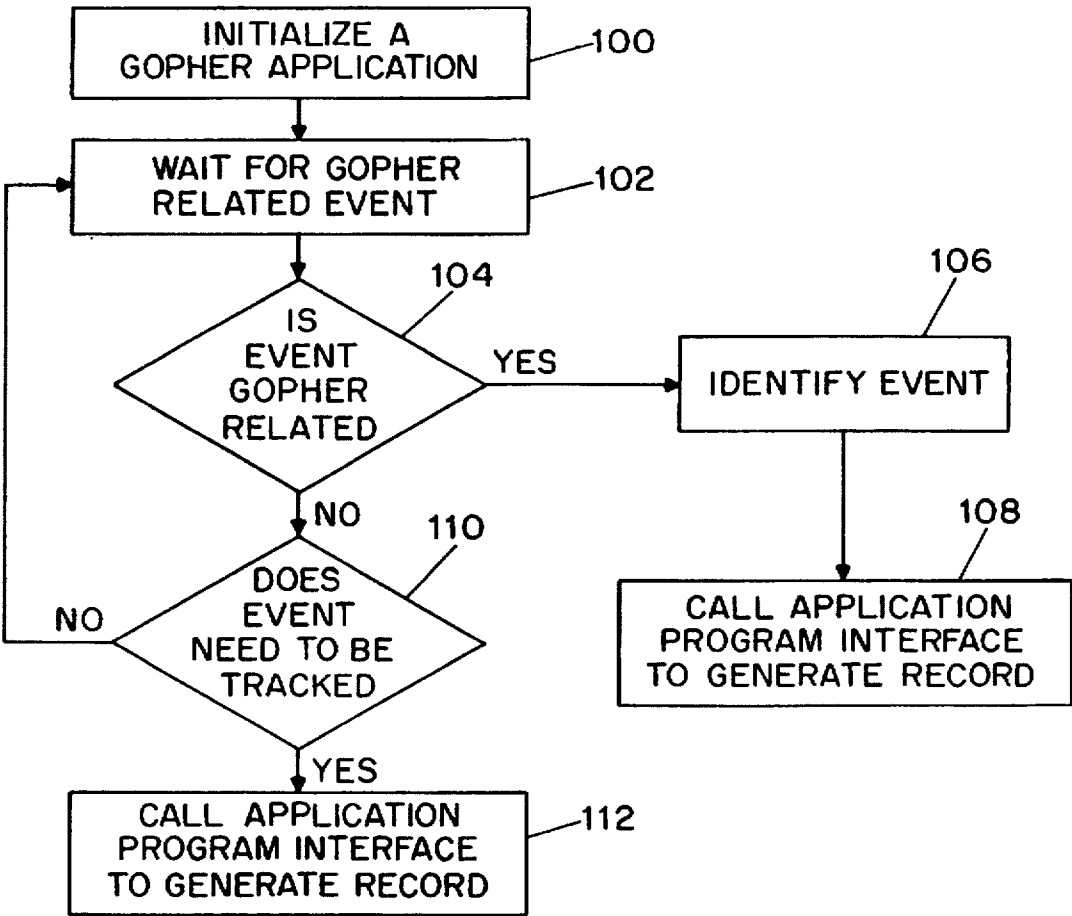 INITIALIZE A
GOPHER APPLICATION
100
WAIT FOR GOPHER
RELATED EVENT
102
104
IS
EVENT
GOPHER
RELATED
YES
106
IDENTIFY EVENT
NO
108
CALL APPLICATION
PROGRAM INTERFACE
TO GENERATE RECORD
110
DOES
EVENT
NEED TO BE
TRACKED
NO
YES
CALL APPLICATION
PROGRAM INTERFACE
TO GENERATE RECORD
112